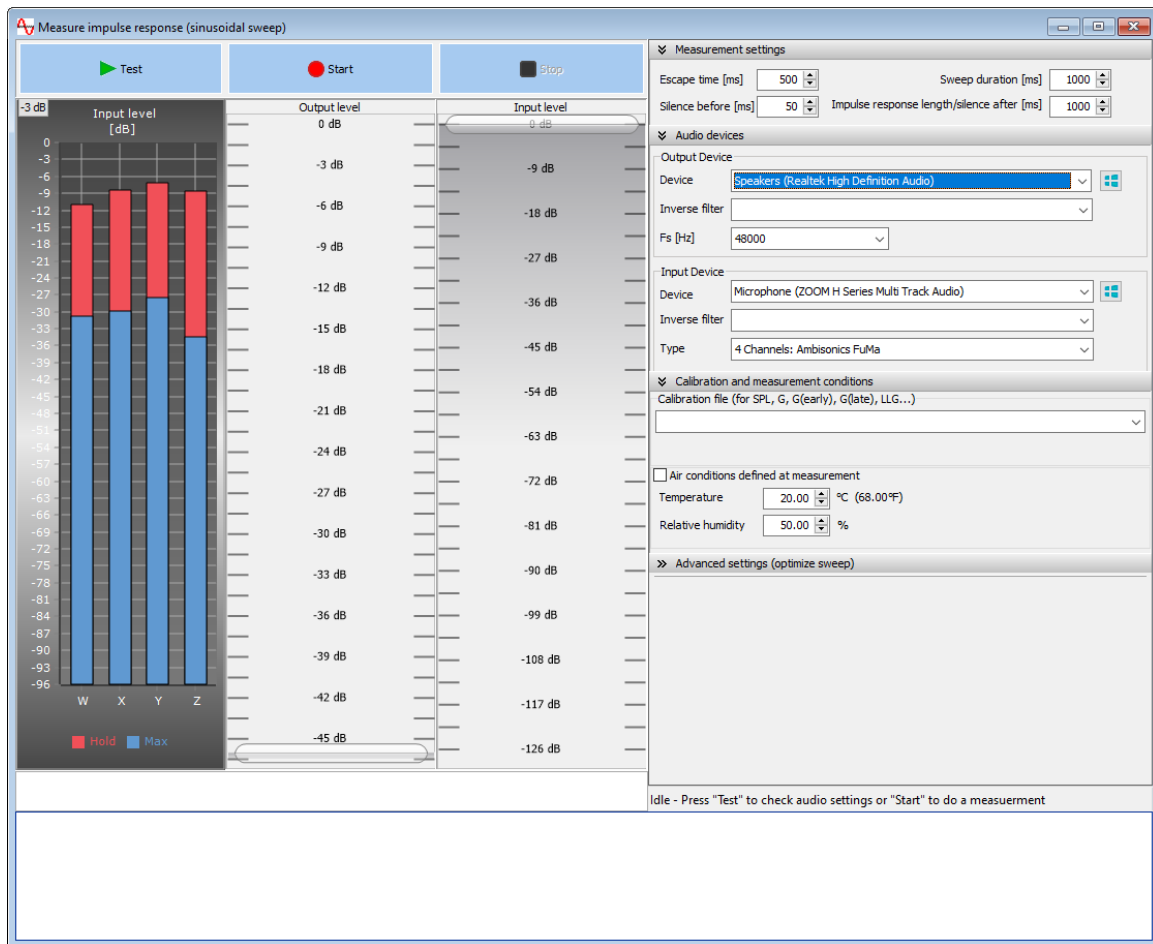 Measure impulse response (sinusoidal sweep)
Test
Start
Stop
-3 dB
Input level
[dB]
0
-3
-6
-9
-12
-15
-18
-21
-24
-27
-30
-33
-36
-39
-42
-45
-48
-51
-54
-57
-60
-63
-66
-69
-72
-75
-78
-81
-84
-87
-90
-93
-96
W X Y Z
Hold Max
Output level
0 dB
-3 dB
-6 dB
-9 dB
-12 dB
-15 dB
-18 dB
-21 dB
-24 dB
-27 dB
-30 dB
-33 dB
-36 dB
-39 dB
-42 dB
-45 dB
Input level
0 dB
-9 dB
-18 dB
-27 dB
-36 dB
-45 dB
-54 dB
-63 dB
-72 dB
-81 dB
-90 dB
-99 dB
-108 dB
-117 dB
-126 dB
Measurement settings
Escape time [ms] 500 Sweep duration [ms] 1000
Silence before [ms] 50 Impulse response length/silence after [ms] 1000
Audio devices
Output Device
Device Speakers (Realtek High Definition Audio)
Inverse filter
Fs [Hz] 48000
Input Device
Device Microphone (ZOOM H Series Multi Track Audio)
Inverse filter
Type 4 Channels: Ambisonics FuMa
Calibration and measurement conditions
Calibration file (for SPL, G, G(early), G(late), LLG...)
Air conditions defined at measurement
Temperature 20.00 ºC (68.00ºF)
Relative humidity 50.00 %
Advanced settings (optimize sweep)
Idle - Press "Test" to check audio settings or "Start" to do a measuerment